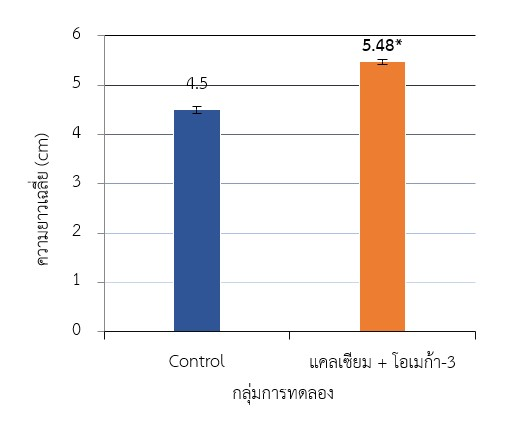 6
5.48*
5
4.5
4
3
2
1
0
ความยาวเฉลี่ย (cm)
Control
แคลเซียม + โอเมก้า-3
กลุ่มการทดลอง